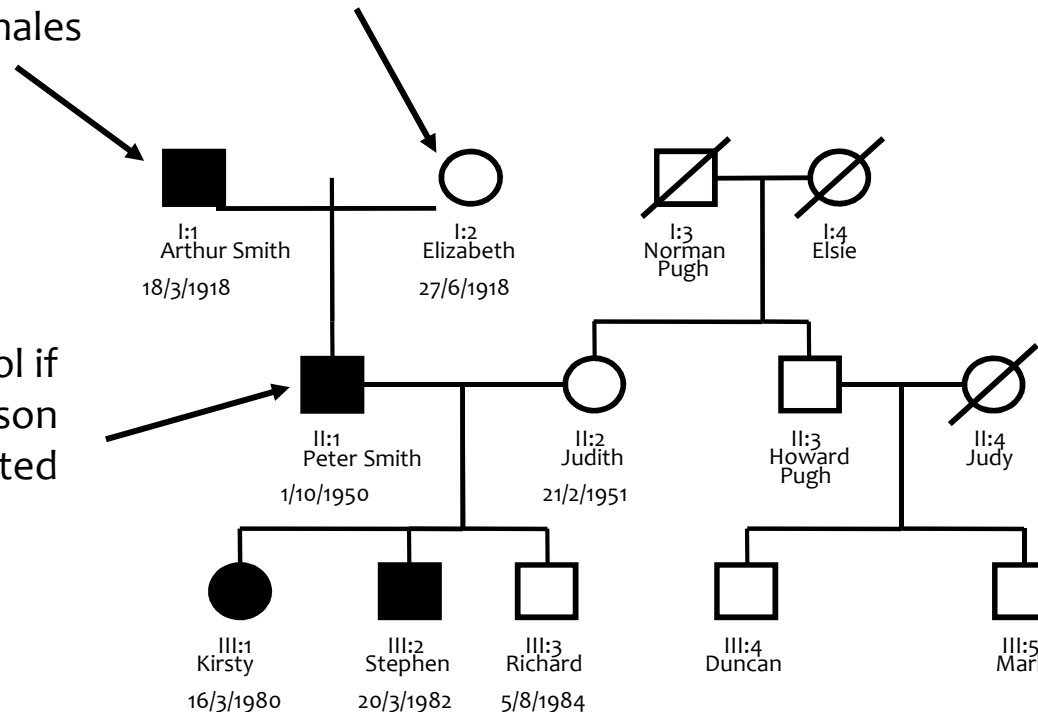 I:1
Arthur Smith
18/3/1918
I:2
Elizabeth
27/6/1918
I:3
Norman
Pugh
I:4
Elsie
ol if
II:1
Peter Smith
1/10/1950
II:2
Judith
21/2/1951
II:3
Howard
Pugh
II:4
Judy
III:1
Kirsty
16/3/1980
III:2
Stephen
20/3/1982
III:3
Richard
5/8/1984
III:4
Duncan
III:5